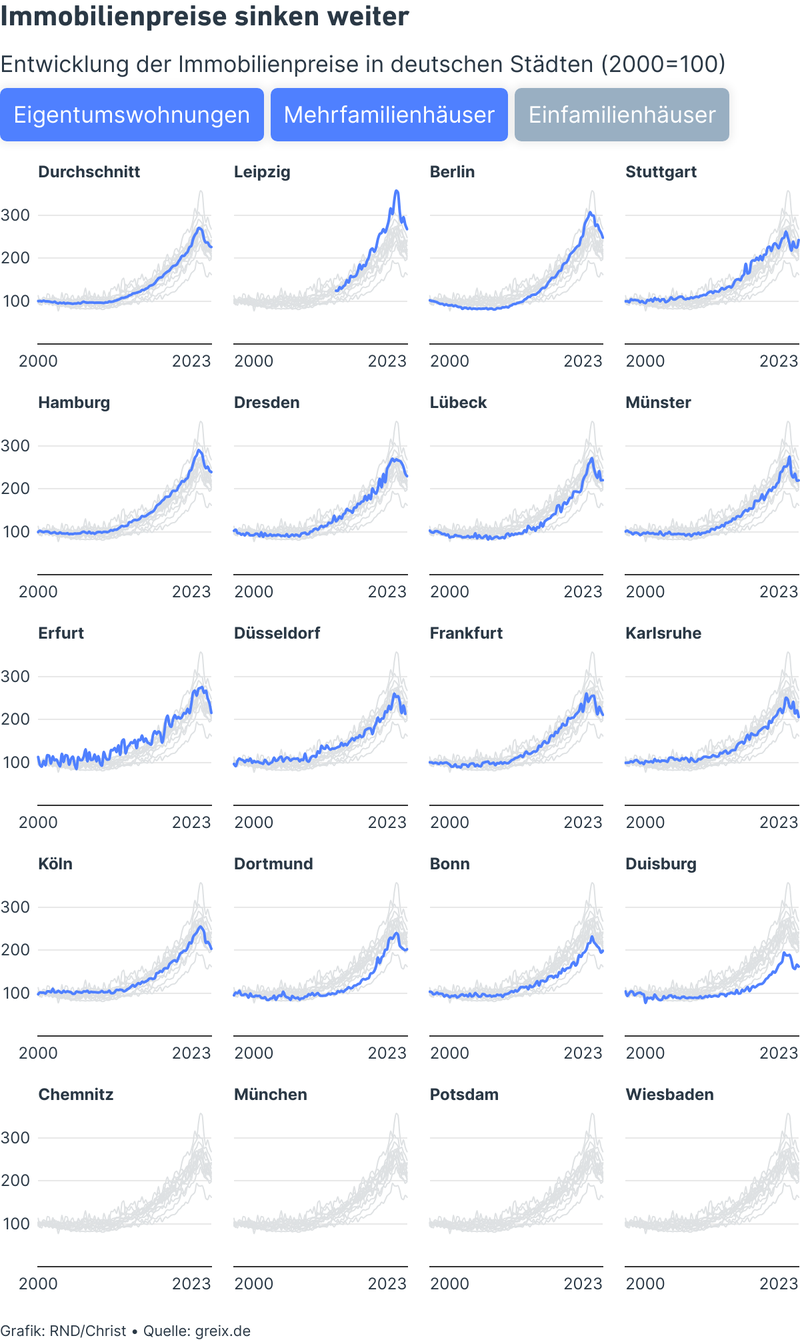 Immobilienpreise sinken weiter
Entwicklung der Immobilienpreise in deutschen Städten (2000=100)
Eigentumswohnungen Mehrfamilienhäuser Einfamilienhäuser
Durchschnitt Leipzig Berlin Stuttgart
300
200
100
2000 2023 2000 2023 2000 2023 2000 2023
Hamburg Dresden Lübeck Münster
300
200
100
2000 2023 2000 2023 2000 2023 2000 2023
Erfurt Düsseldorf Frankfurt Karlsruhe
300
200
100
2000 2023 2000 2023 2000 2023 2000 2023
Köln Dortmund Bonn Duisburg
300
200
100
2000 2023 2000 2023 2000 2023 2000 2023
Chemnitz München Potsdam Wiesbaden
300
200
100
2000 2023 2000 2023 2000 2023 2000 2023
Grafik: RND/Christ • Quelle: greix.de